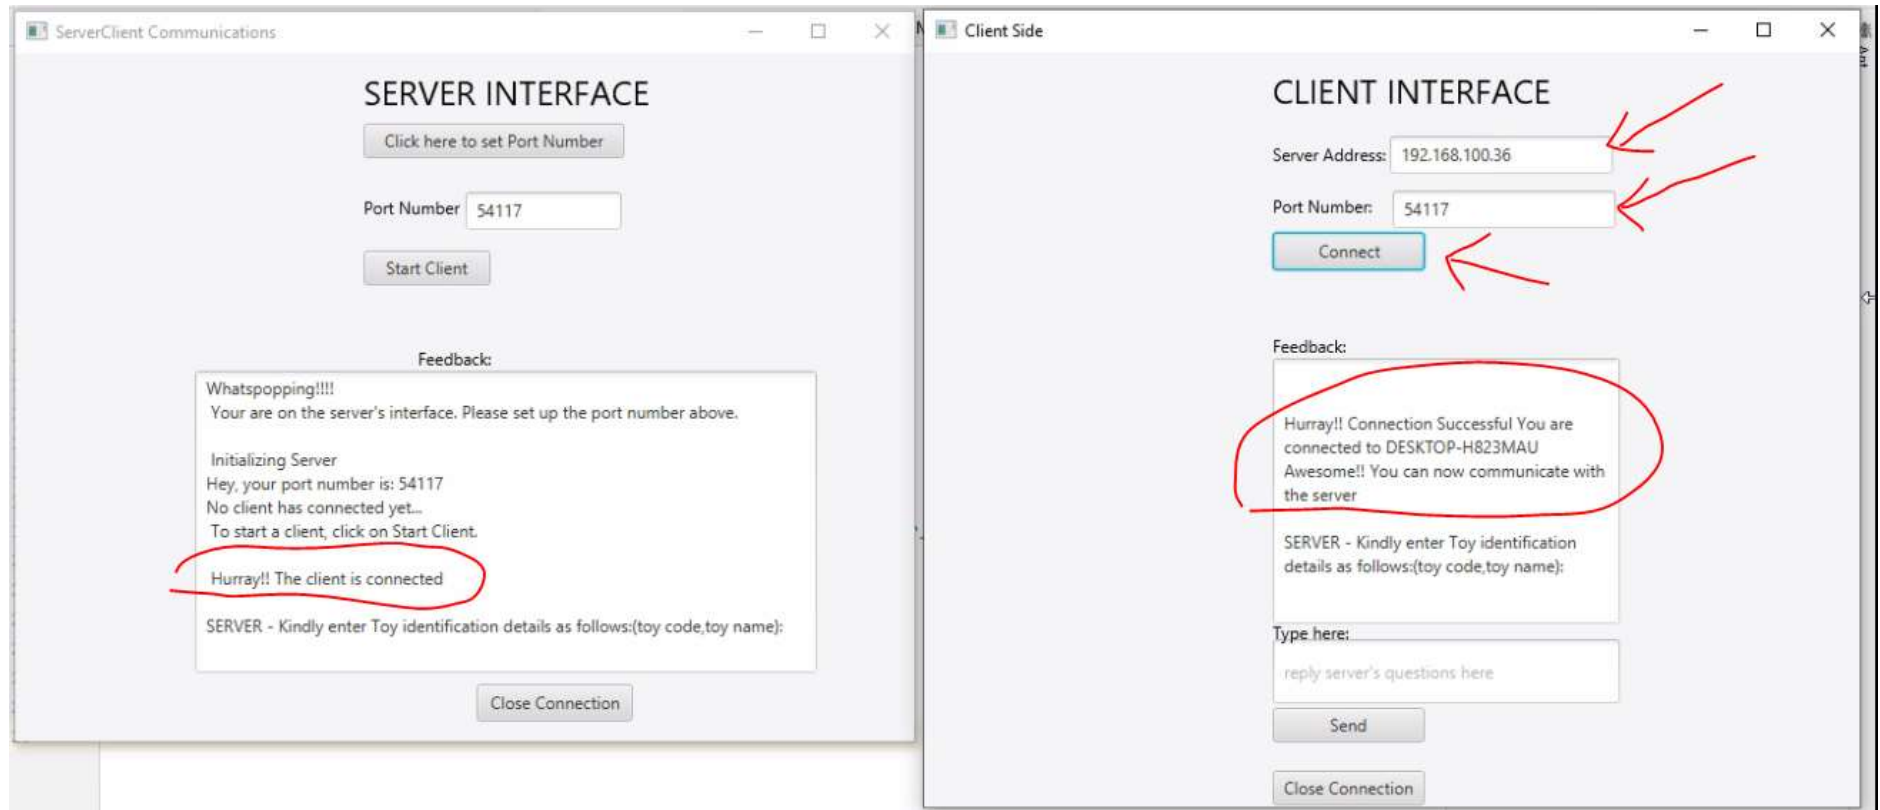 ServerClient Communications
SERVER INTERFACE
Click here to set Port Number
Port Number 54117
Start Client
Feedback:
Whatspopping!!!!
Your are on the server's interface. Please set up the port number above.
Initializing Server
Hey, your port number is: 54117
No client has connected yet...
To start a client, click on Start Client.
Hurray!! The client is connected
SERVER - Kindly enter Toy identification details as follows:(toy code,toy name):
Close Connection
Client Side
CLIENT INTERFACE
Server Address: 192.168.100.36
Port Number: 54117
Connect
Feedback:
Hurray!! Connection Successful You are
connected to DESKTOP-H823MAU
Awesome!! You can now communicate with
the server
SERVER - Kindly enter Toy identification
details as follows:(toy code,toy name):
Type here:
reply server's questions here
Send
Close Connection